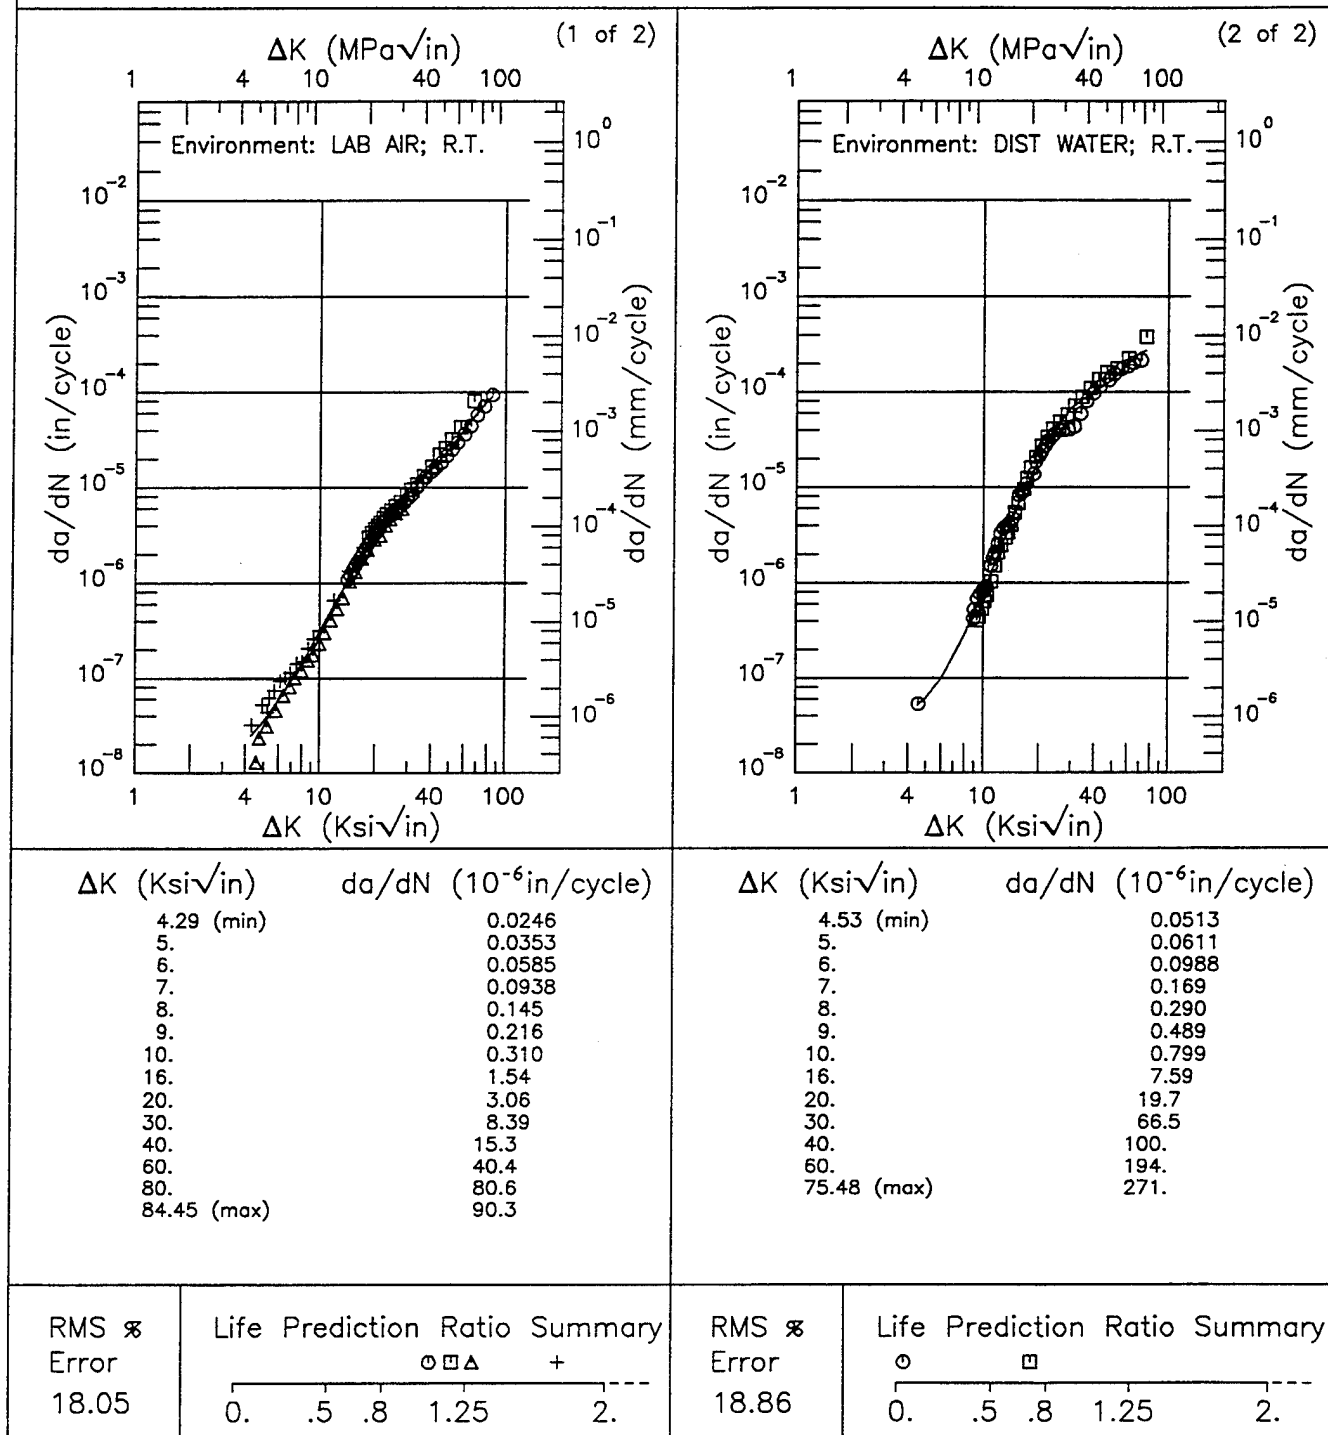 (1 of 2)
ΔK (MPa√in)
1 4 10 40 100
Environment: LAB AIR; R.T.
da/dN (in/cycle)
10⁻²
10⁻³
10⁻⁴
10⁻⁵
10⁻⁶
10⁻⁷
10⁻⁸
da/dN (mm/cycle)
10⁰
10⁻¹
10⁻²
10⁻³
10⁻⁴
10⁻⁵
10⁻⁶
1 4 10 40 100
ΔK (Ksi√in)
(2 of 2)
ΔK (MPa√in)
1 4 10 40 100
Environment: DIST WATER; R.T.
da/dN (in/cycle)
10⁻²
10⁻³
10⁻⁴
10⁻⁵
10⁻⁶
10⁻⁷
10⁻⁸
da/dN (mm/cycle)
10⁰
10⁻¹
10⁻²
10⁻³
10⁻⁴
10⁻⁵
10⁻⁶
1 4 10 40 100
ΔK (Ksi√in)
ΔK (Ksi√in) da/dN (10⁻⁶in/cycle)
4.29 (min) 0.0246
5. 0.0353
6. 0.0585
7. 0.0938
8. 0.145
9. 0.216
10. 0.310
16. 1.54
20. 3.06
30. 8.39
40. 15.3
60. 40.4
80. 80.6
84.45 (max) 90.3
ΔK (Ksi√in) da/dN (10⁻⁶in/cycle)
4.53 (min) 0.0513
5. 0.0611
6. 0.0988
7. 0.169
8. 0.290
9. 0.489
10. 0.799
16. 7.59
20. 19.7
30. 66.5
40. 100.
60. 194.
75.48 (max) 271.
RMS %
Error
18.05
Life Prediction Ratio Summary
0. .5 .8 1.25 2.
RMS %
Error
18.86
Life Prediction Ratio Summary
0. .5 .8 1.25 2.